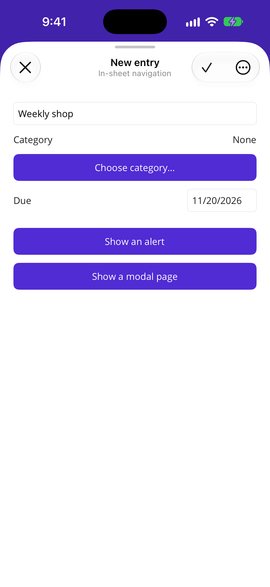 9:41
New entry
In-sheet navigation
Weekly shop
Category None
Choose category...
Due 11/20/2026
Show an alert
Show a modal page